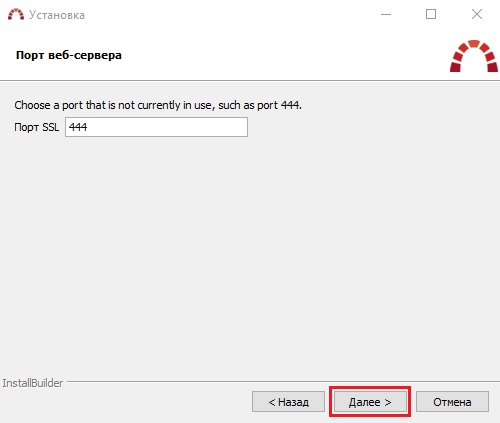 Установка
Порт веб-сервера
Choose a port that is not currently in use, such as port 444.
Порт SSL 444
InstallBuilder
< Назад Далее > Отмена